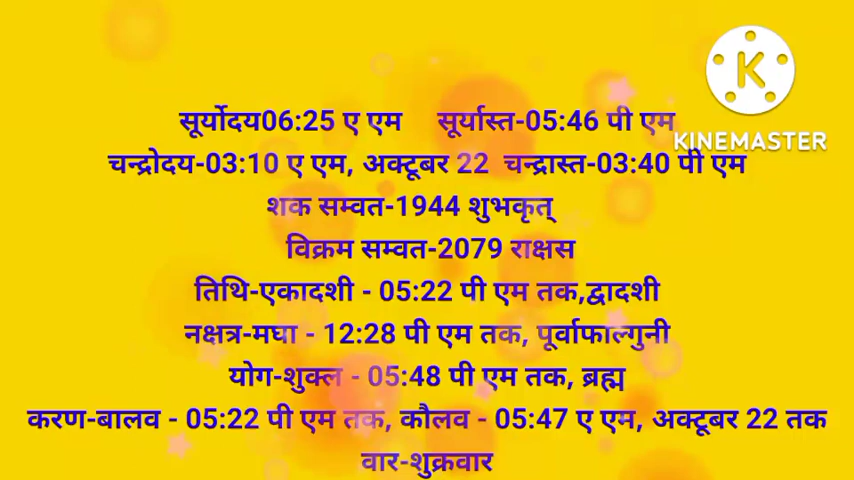 सूर्योदय06:25 ए एम सूर्यास्त-05:46 पी एम
KINEMASTER
चन्द्रोदय-03:10 ए एम, अक्टूबर 22 चन्द्रास्त-03:40 पी एम
शक सम्वत-1944 शुभकृत्
विक्रम सम्वत-2079 राक्षस
तिथि-एकादशी - 05:22 पी एम तक,द्वादशी
नक्षत्र-मघा - 12:28 पी एम तक, पूर्वाफाल्गुनी
योग-शुक्ल - 05:48 पी एम तक, ब्रह्म
करण-बालव - 05:22 पी एम तक, कौलव - 05:47 ए एम, अक्टूबर 22 तक
वार-शुक्रवार